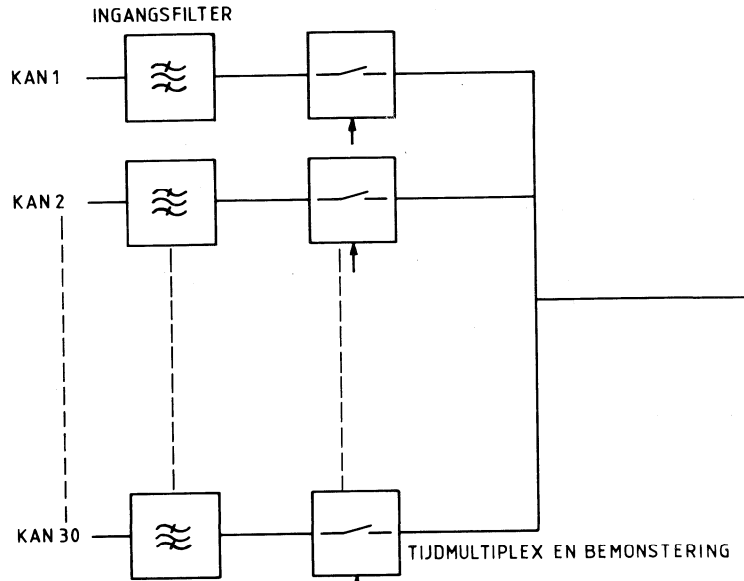 INGANGSFILTER
KAN 1
KAN 2
KAN 30
TIJDMULTIPLEX EN BEMONSTERING